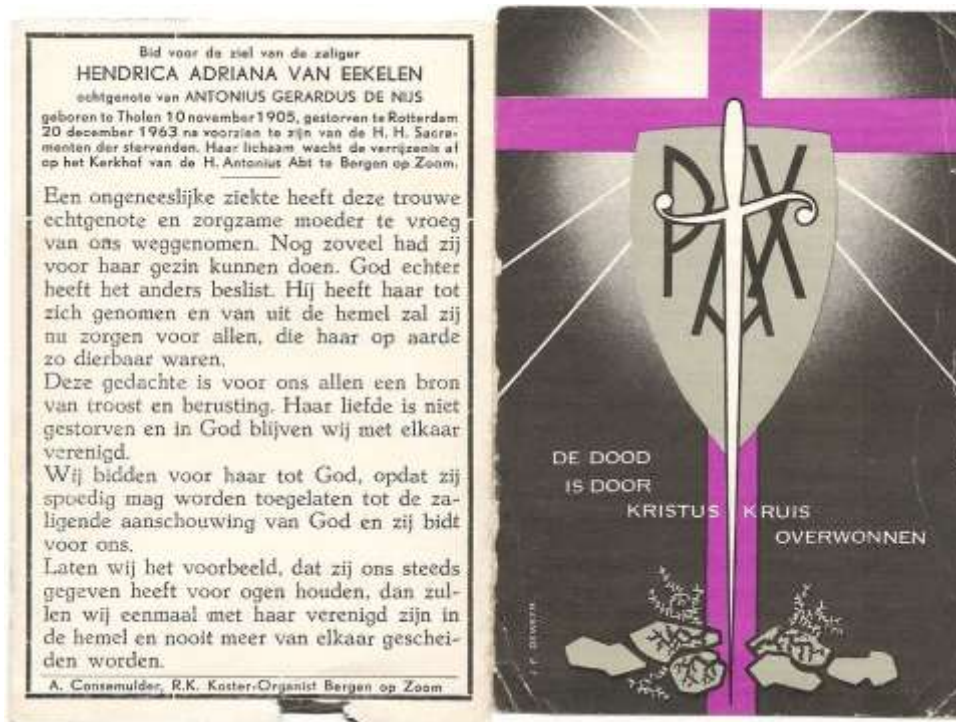 Bid voor de ziel van de zaliger
HENDRICA ADRIANA VAN EEKELEN
echtgenote van ANTONIUS GERARDUS DE NIJS
geboren te Tholen 10 november 1905, gestorven te Rotterdam
20 december 1963 na voorzien te zijn van de H. H. Sacra-
menten der stervenden. Haar lichaam wacht de verrijzenis af
op het Kerkhof van de H. Antonius Abt te Bergen op Zoom.
Een ongeneeslijke ziekte heeft deze trouwe
echtgenote en zorgzame moeder te vroeg
van ons weggenomen. Nog zoveel had zij
voor haar gezin kunnen doen. God echter
heeft het anders beslist. Hij heeft haar tot
zich genomen en van uit de hemel zal zij
nu zorgen voor allen, die haar op aarde
zo dierbaar waren.
Deze gedachte is voor ons allen een bron
van troost en berusting. Haar liefde is niet
gestorven en in God blijven wij met elkaar
verenigd.
Wij bidden voor haar tot God, opdat zij
spoedig mag worden toegelaten tot de za-
ligende aanschouwing van God en zij bidt
voor ons.
Laten wij het voorbeeld, dat zij ons steeds
gegeven heeft voor ogen houden, dan zul-
len wij eenmaal met haar verenigd zijn in
de hemel en nooit meer van elkaar geschei-
den worden.
A. Consemulder, R.K. Koster-Organist Bergen op Zoom
PAX
DE DOOD
IS DOOR
KRISTUS KRUIS
OVERWONNEN